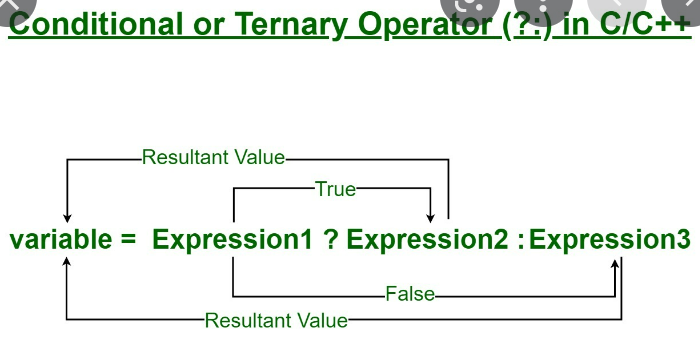 Conditional or Ternary Operator (?:) in C/C++
Resultant Value
True
variable = Expression1 ? Expression2 : Expression3
False
Resultant Value